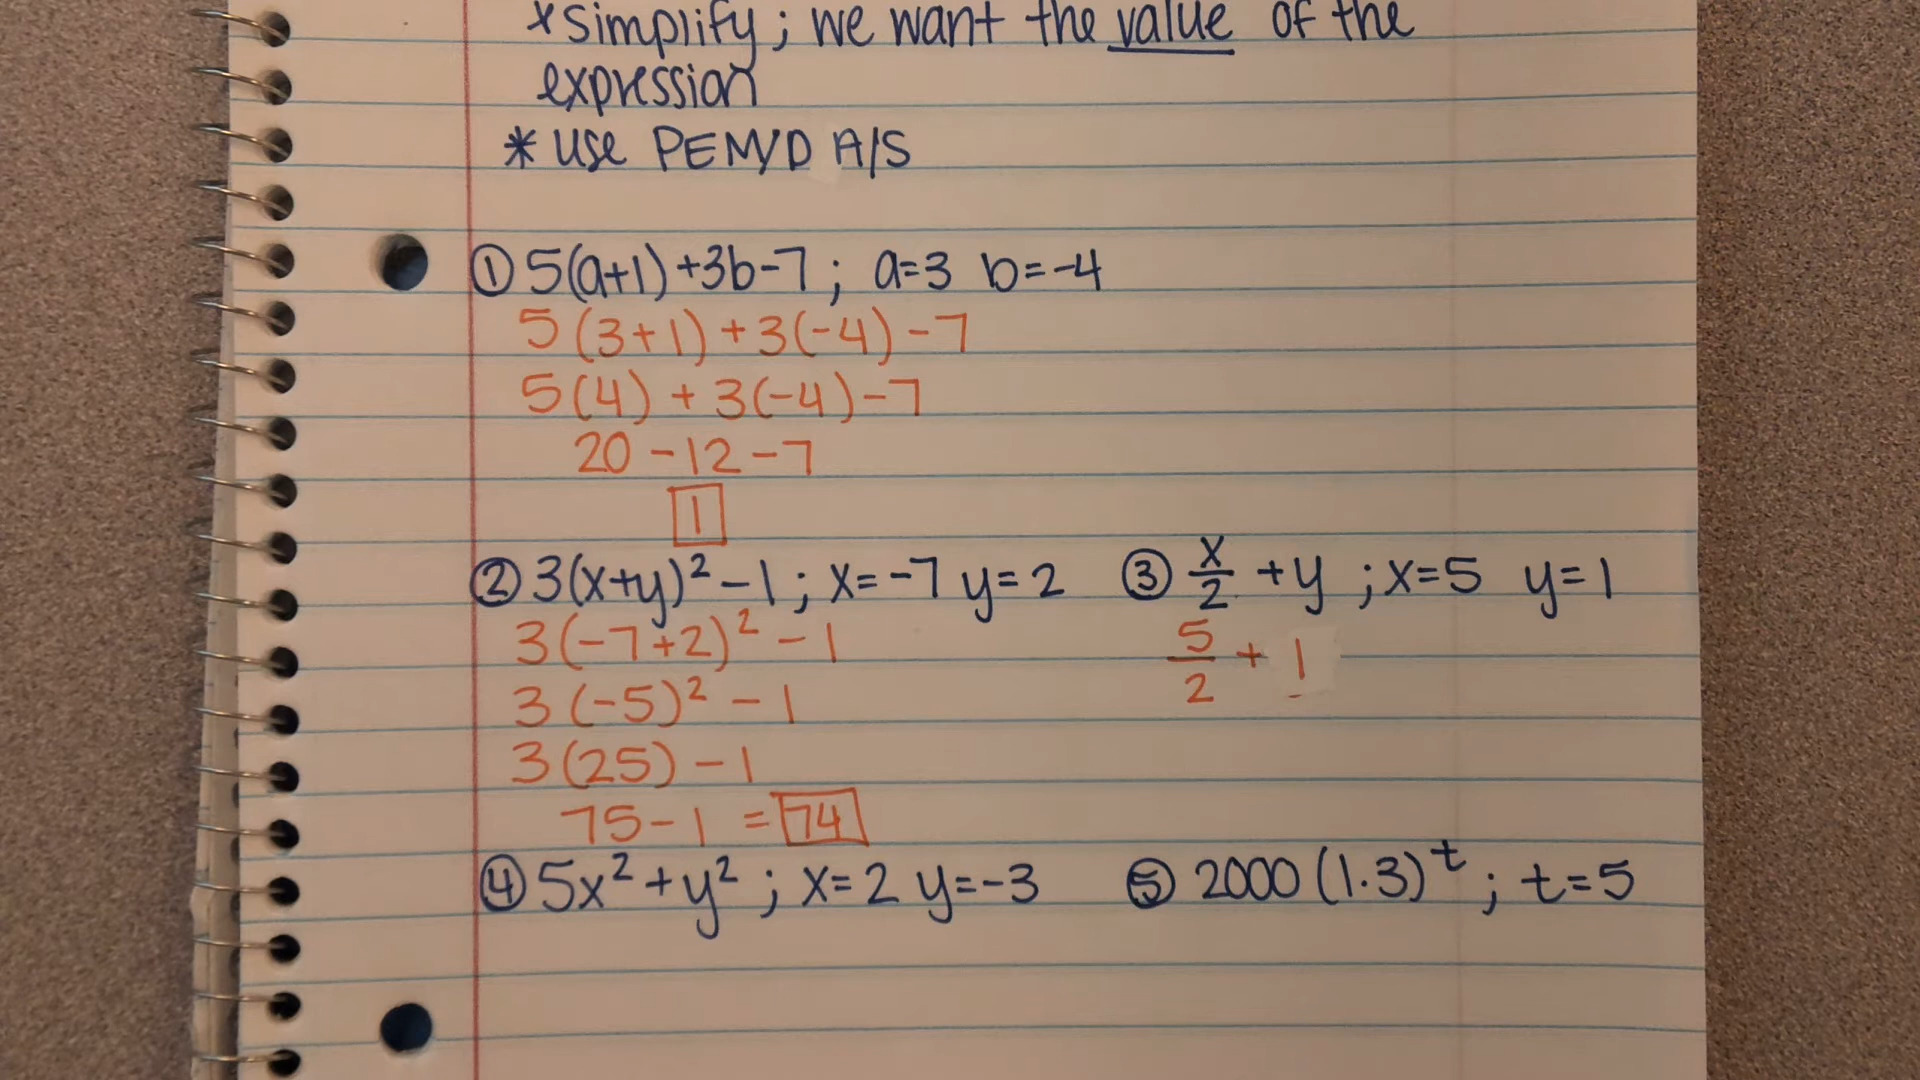 *simplify; we want the value of the
expression
* use PEM/D A/S
① 5(a+1)+3b-7; a=3 b=-4
5(3+1)+3(-4)-7
5(4)+3(-4)-7
20-12-7
1
② 3(x+y)²-1; x=-7 y=2
3(-7+2)²-1
3(-5)²-1
3(25)-1
75-1 = 74
③ x/2 +y ; x=5 y=1
5/2 + 1
④ 5x²+y² ; x=2 y=-3
⑤ 2000(1.3)^t ; t=5